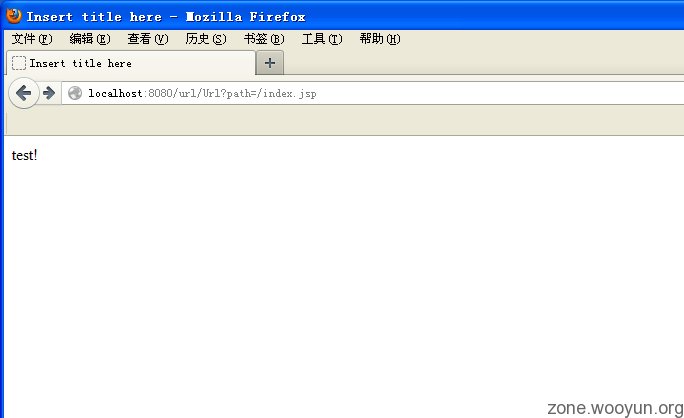 Insert title here - Mozilla Firefox
文件(F) 编辑(E) 查看(V) 历史(S) 书签(B) 工具(T) 帮助(H)
Insert title here
localhost:8080/url/Url?path=/index.jsp
test!
zone.wooyun.org